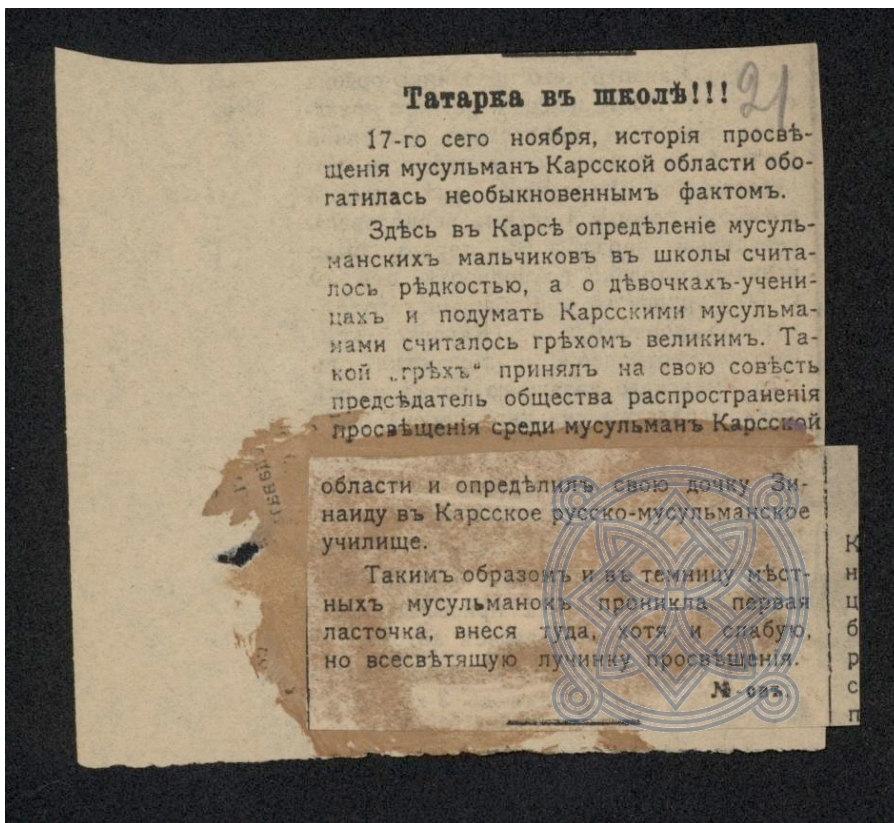 21
Татарка въ школѣ!!!
17-го сего ноября, исторія просвѣ-
щенія мусульманъ Карсской области обо-
гатилась необыкновеннымъ фактомъ.
Здѣсь въ Карсѣ опредѣленіе мусуль-
манскихъ мальчиковъ въ школы счита-
лось рѣдкостью, а о дѣвочкахъ-учени-
цахъ и подумать Карсскими мусульма-
нами считалось грѣхомъ великимъ. Та-
кой „грѣхъ“ принялъ на свою совѣсть
предсѣдатель общества распространенія
просвѣщенія среди мусульманъ Карсской
области и опредѣлилъ свою дочку Зи-
наиду въ Карсское русско-мусульманское
училище.
Такимъ образомъ и въ темницу мѣст-
ныхъ мусульманокъ проникла первая
ласточка, внеся туда, хотя и слабую,
но всесвѣтящую лучинку просвѣщенія.
К
н
ц
б
р
с
п